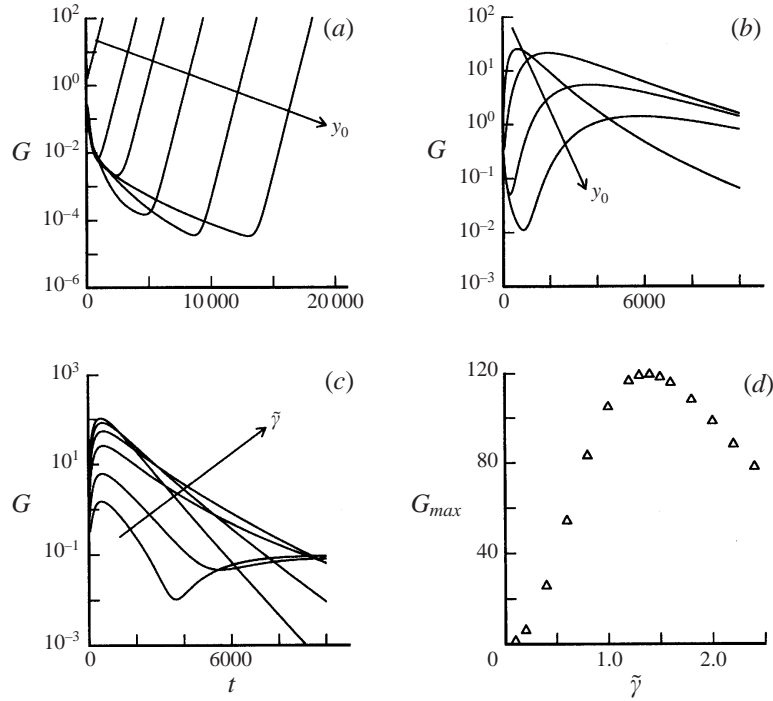 10² (a) 10² (b)
10¹
10⁰
G 10⁻² y₀ G 10⁰ y₀
10⁻¹
10⁻⁴ 10⁻²
10⁻⁶ 10⁻³
0 10 000 20 000 0 6000
10³ (c) 120 (d)
γ̃
10¹ 80
G G_max
10⁻¹ 40
10⁻³ 0
0 6000 1.0 2.0
t γ̃